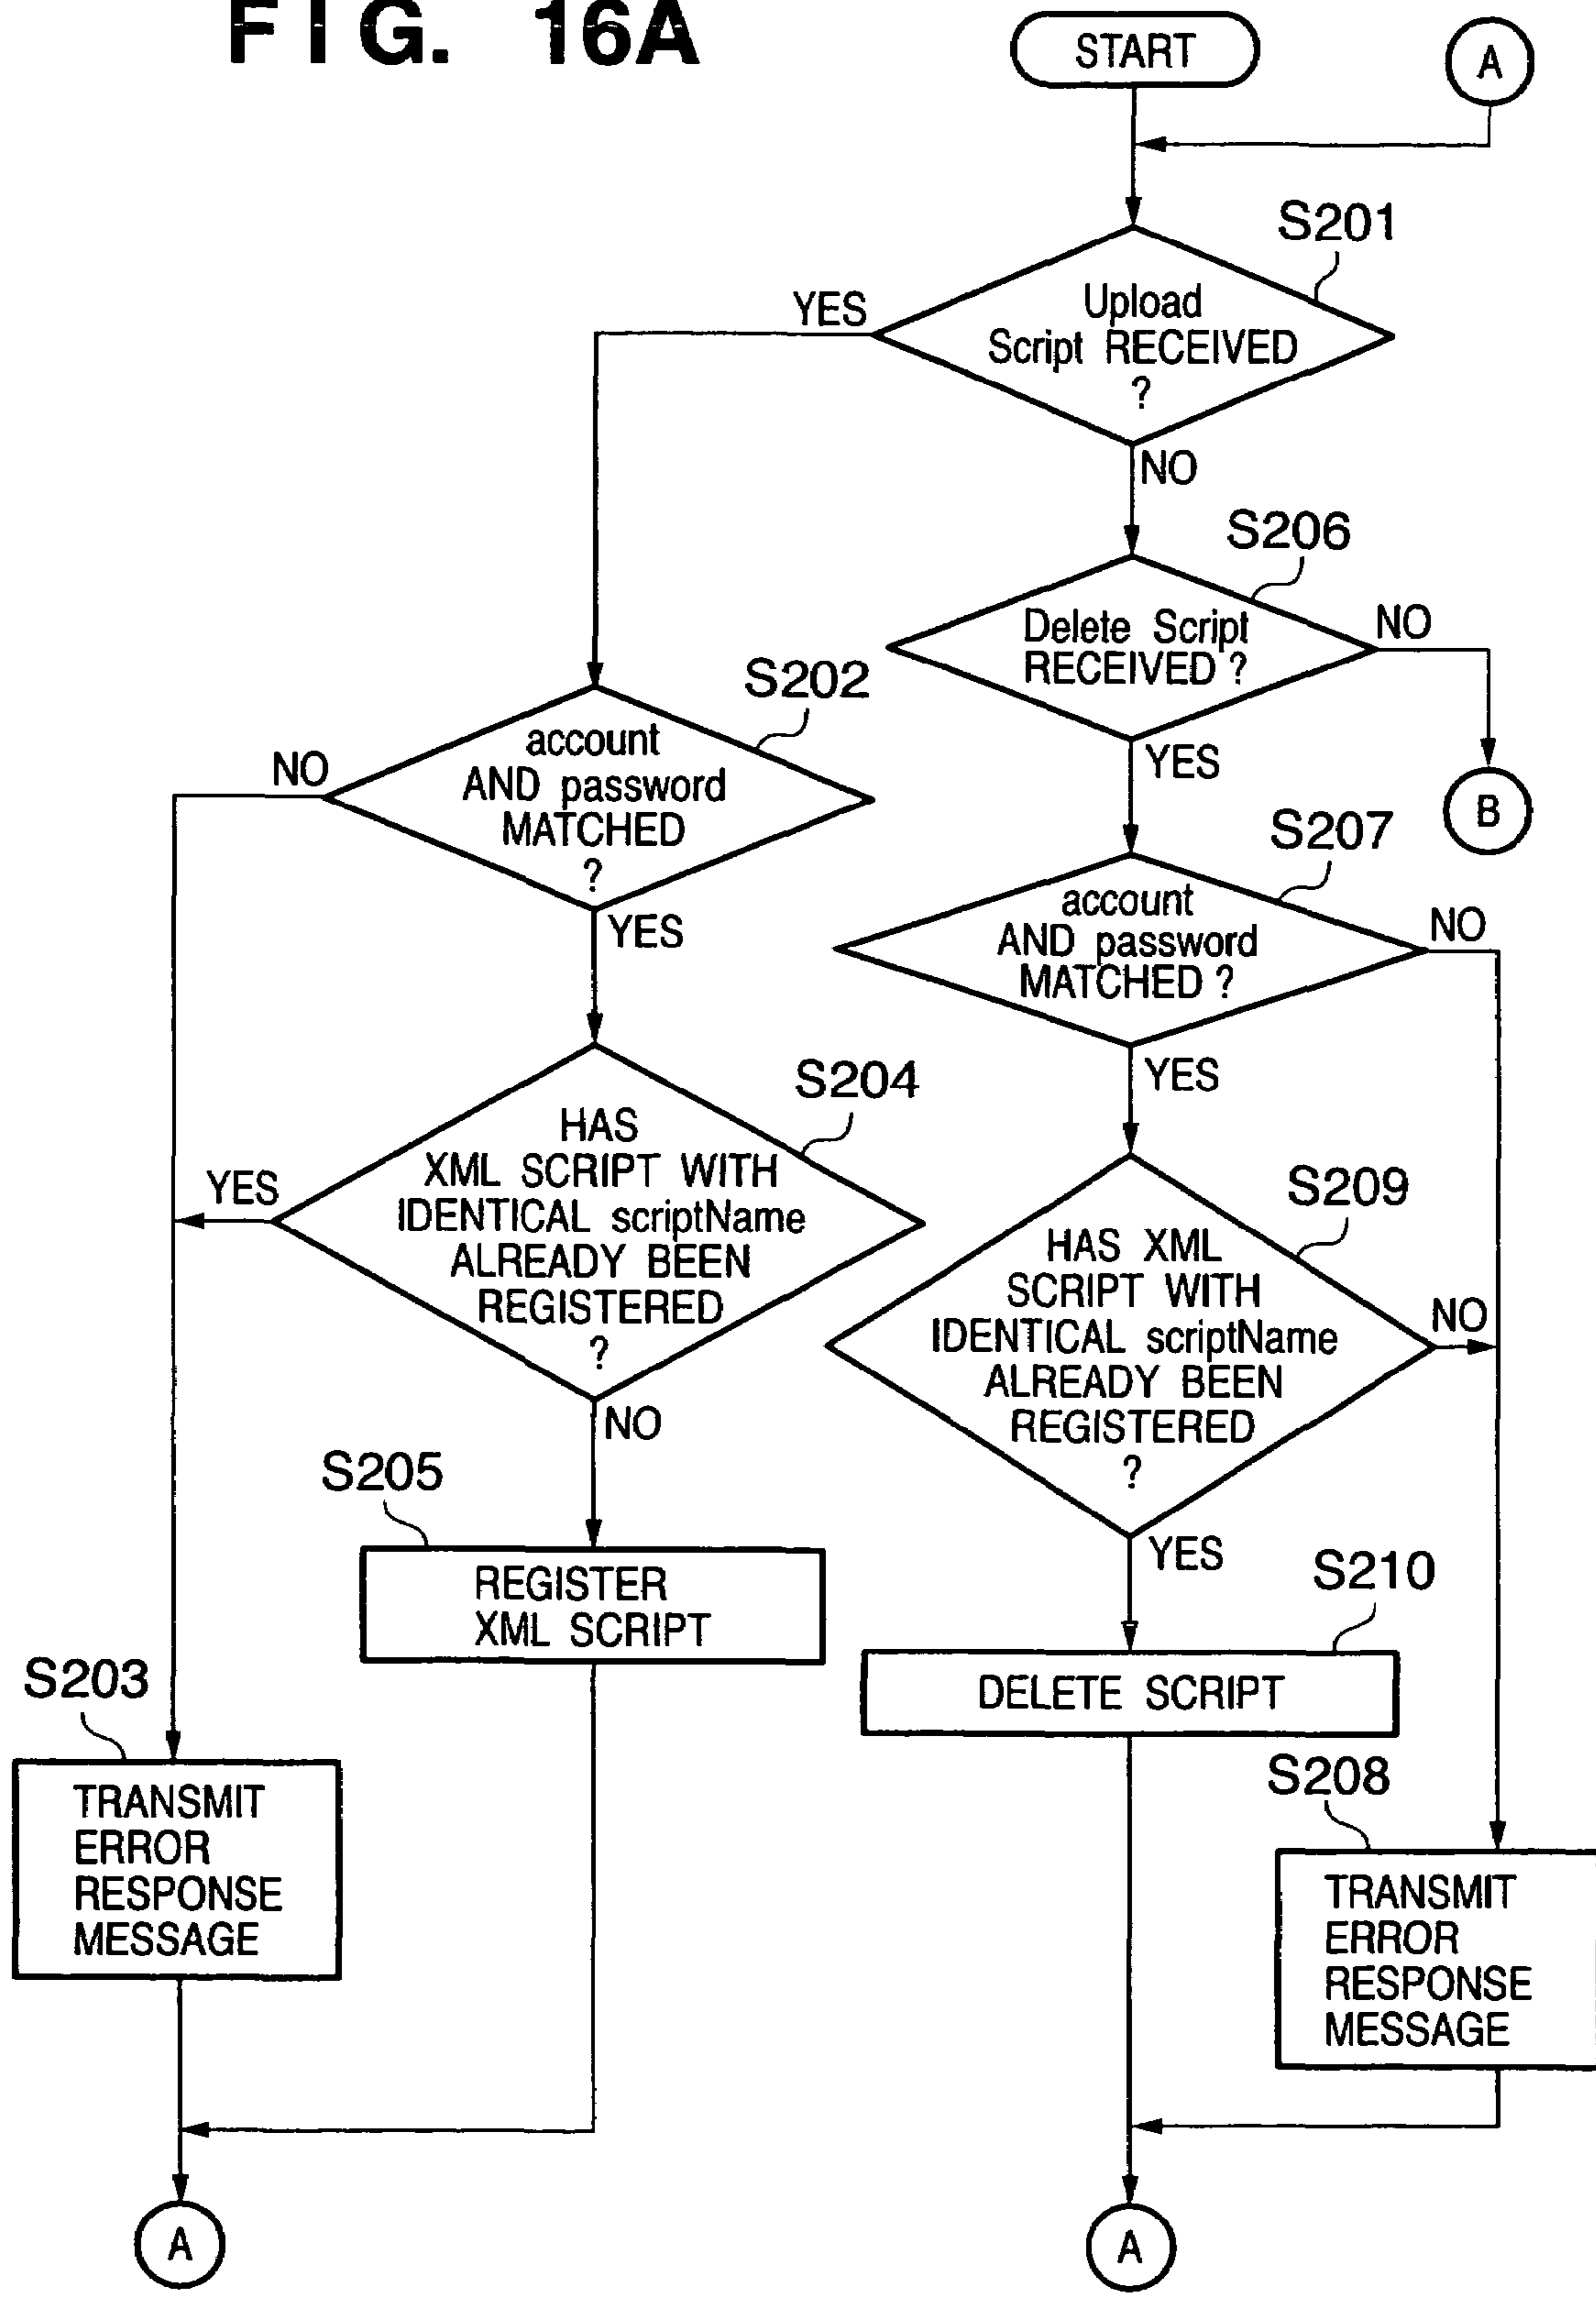 FIG. 16A
START
A
S201
Upload
Script RECEIVED
?
YES
NO
S206
Delete Script
RECEIVED ?
NO
YES
B
S202
account
AND password
MATCHED
?
NO
YES
S207
account
AND password
MATCHED ?
NO
YES
S204
HAS
XML SCRIPT WITH
IDENTICAL scriptName
ALREADY BEEN
REGISTERED
?
YES
NO
S209
HAS XML
SCRIPT WITH
IDENTICAL scriptName
ALREADY BEEN
REGISTERED
?
NO
YES
S205
REGISTER
XML SCRIPT
S210
DELETE SCRIPT
S203
TRANSMIT
ERROR
RESPONSE
MESSAGE
S208
TRANSMIT
ERROR
RESPONSE
MESSAGE
A
A